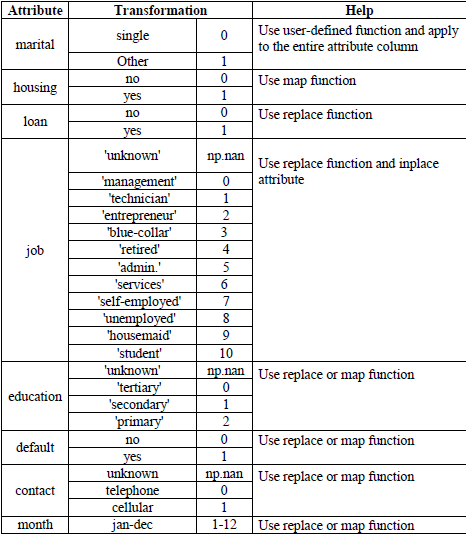 Attribute Transformation Help
marital single 0 Use user-defined function and apply
to the entire attribute column
Other 1
housing no 0 Use map function
yes 1
loan no 0 Use replace function
yes 1
job 'unknown' np.nan Use replace function and inplace
attribute
'management' 0
'technician' 1
'entrepreneur' 2
'blue-collar' 3
'retired' 4
'admin.' 5
'services' 6
'self-employed' 7
'unemployed' 8
'housemaid' 9
'student' 10
education 'unknown' np.nan Use replace or map function
'tertiary' 0
'secondary' 1
'primary' 2
default no 0 Use replace or map function
yes 1
contact unknown np.nan Use replace or map function
telephone 0
cellular 1
month jan-dec 1-12 Use replace or map function